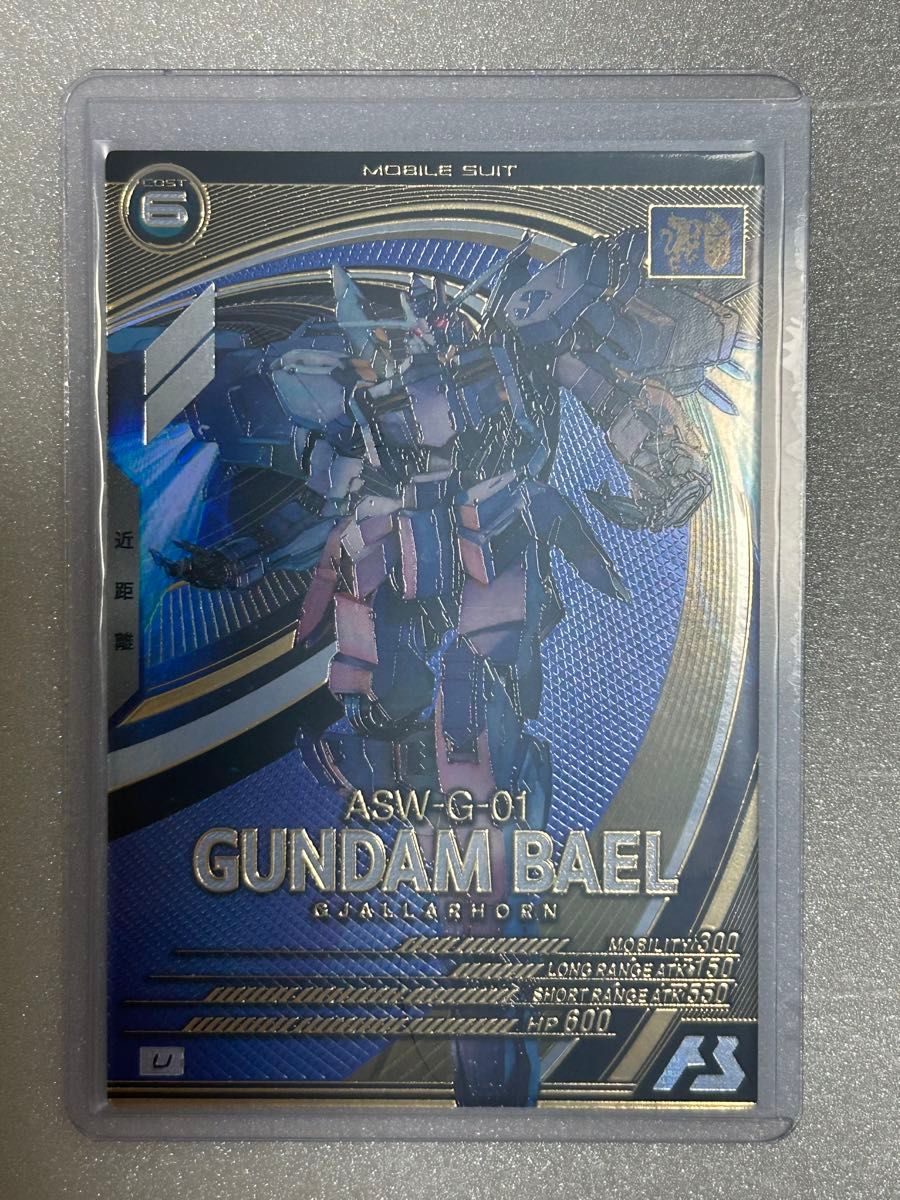 MOBILE SUIT
COST
6
近距離
ASW-G-01
GUNDAM BAEL
GJALLARHORN
MOBILITY 300
LONG RANGE ATK 150
SHORT RANGE ATK 550
HP 600
U